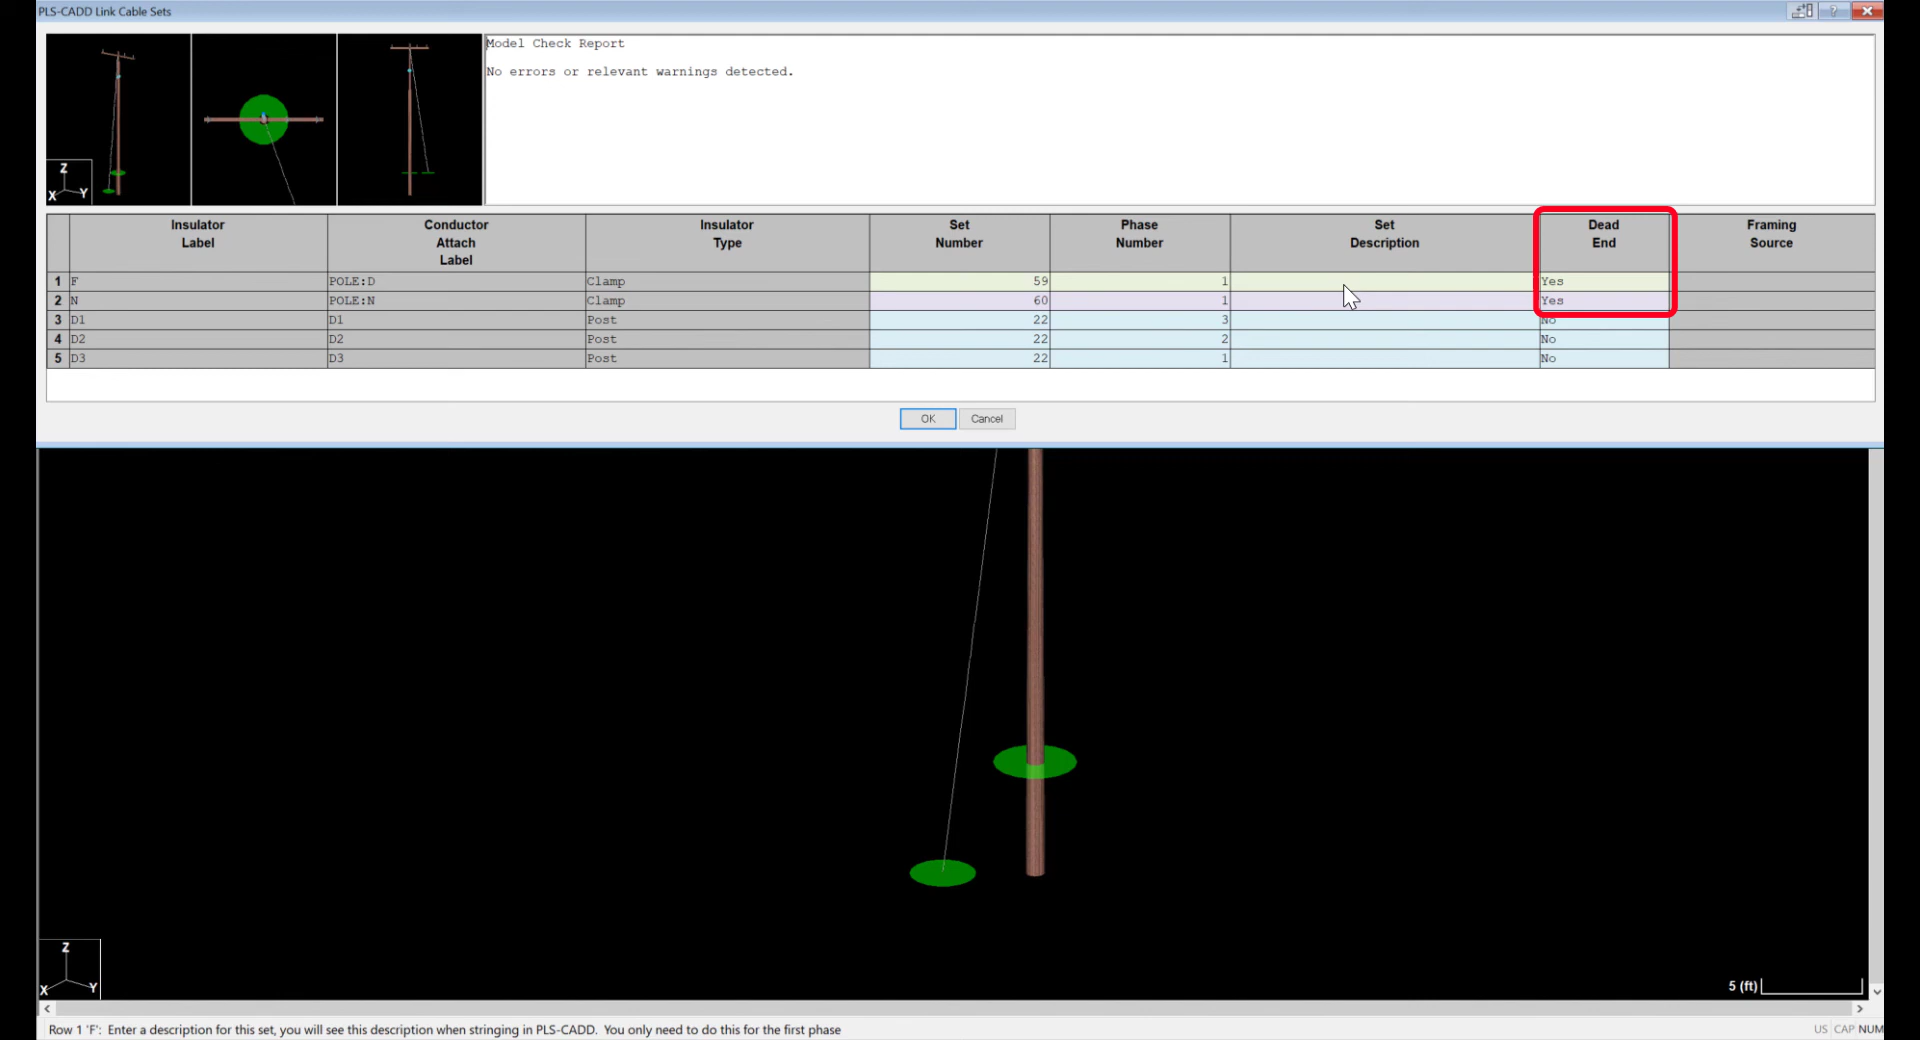 PLS-CADD Link Cable Sets
?
Model Check Report
No errors or relevant warnings detected.
Z
X
Y
Insulator Label
Conductor Attach Label
Insulator Type
Set Number
Phase Number
Set Description
Dead End
Framing Source
1 F POLE:D Clamp 59 1 Yes
2 N POLE:N Clamp 60 1 Yes
3 D1 D1 Post 22 3 No
4 D2 D2 Post 22 2 No
5 D3 D3 Post 22 1 No
OK Cancel
Z
X
Y
5 (ft)
Row 1 'F': Enter a description for this set, you will see this description when stringing in PLS-CADD. You only need to do this for the first phase
US CAP NUM